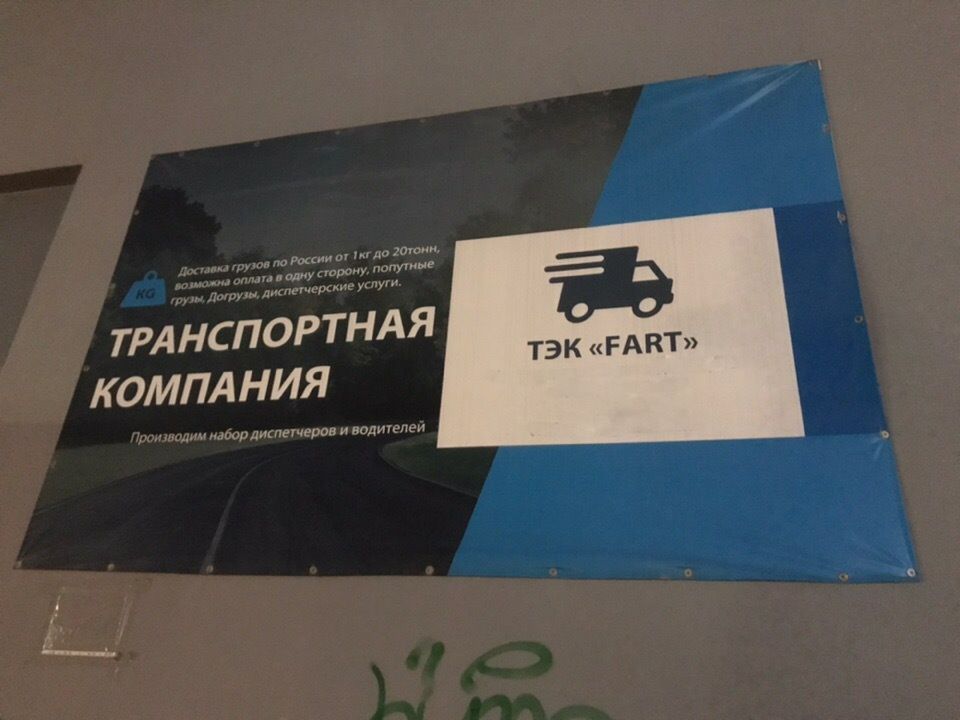 Доставка грузов по России от 1кг до 20тонн,
возможна оплата в одну сторону, попутные
грузы, Догрузы, диспетчерские услуги.
KG
ТРАНСПОРТНАЯ
КОМПАНИЯ
Производим набор диспетчеров и водителей
ТЭК «FART»